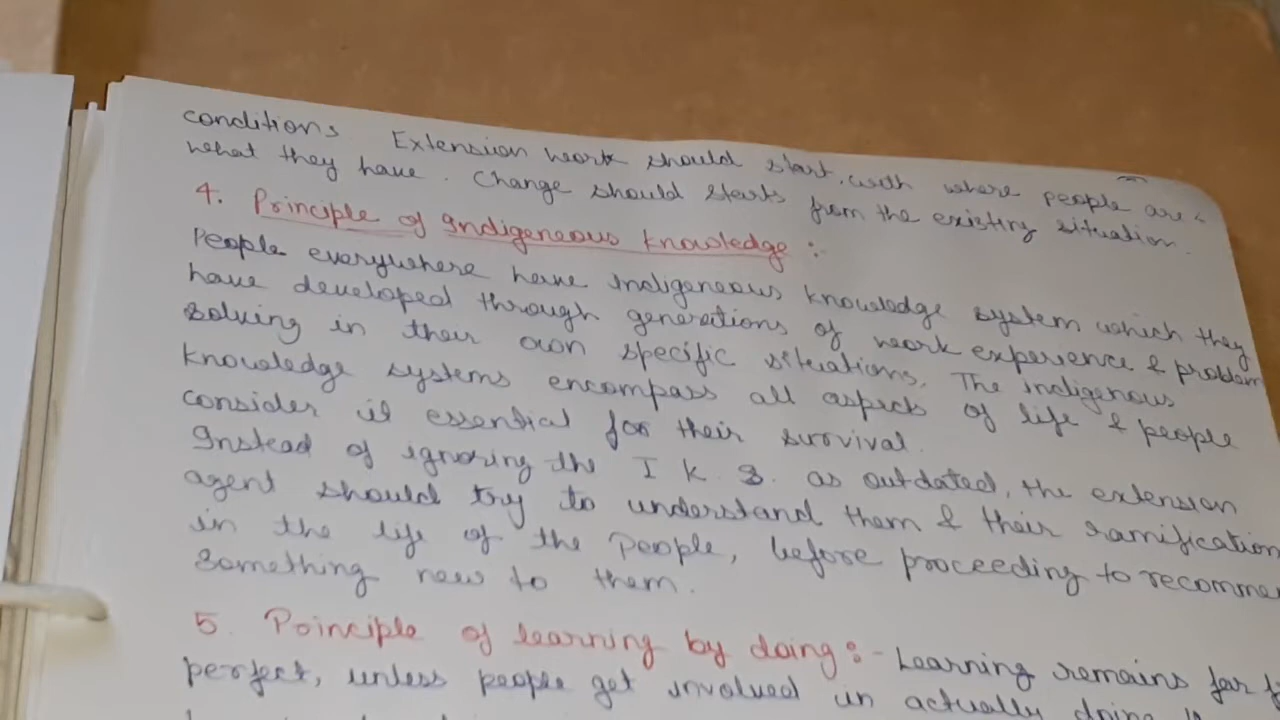 conditions. Extension work should start with where people are &
what they have. Change should starts from the existing situation.
4. Principle of Indigeneous knowledge :
People everywhere have Indigeneous knowledge system which they
have developed through generations of work experience & problem
solving in their own specific situations. The indigenous
knowledge systems encompass all aspects of life & people
consider it essential for their survival.
Instead of ignoring the I K S. as outdated, the extension
agent should try to understand them & their ramification
in the life of the People, before proceeding to recomme
something new to them.
5. Principle of learning by doing :- Learning remains far
perfect, unless people get involved in actually doing